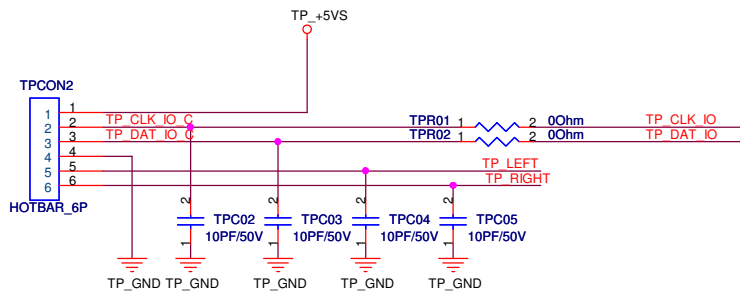 TP_+5VS
TPCON2
1 1
2 2 TP_CLK_IO_C TPR01 1 2 0Ohm TP_CLK_IO
3 3 TP_DAT_IO_C TPR02 1 2 0Ohm TP_DAT_IO
4 4
5 5 TP_LEFT
6 6 TP_RIGHT
HOTBAR_6P
2 2 2 2
TPC02 TPC03 TPC04 TPC05
10PF/50V 10PF/50V 10PF/50V 10PF/50V
1 1 1 1
TP_GND TP_GND TP_GND TP_GND TP_GND